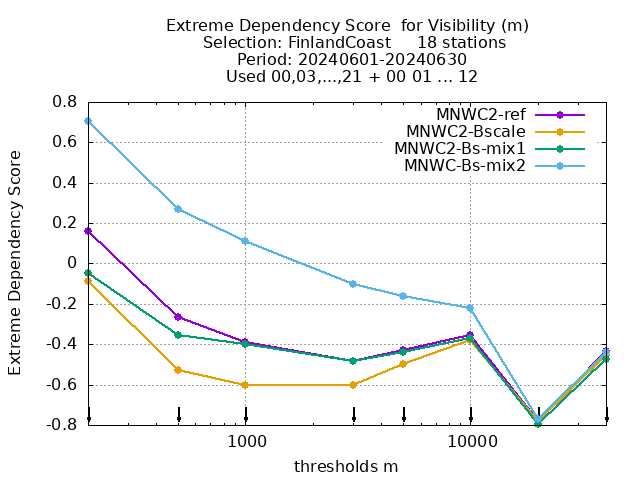 Extreme Dependency Score  for Visibility (m)
Selection: FinlandCoast     18 stations
Period: 20240601-20240630
Used 00,03,...,21 + 00 01 ... 12
MNWC2-ref
MNWC2-Bscale
MNWC2-Bs-mix1
MNWC-Bs-mix2
Extreme Dependency Score
0.8
0.6
0.4
0.2
0
-0.2
-0.4
-0.6
-0.8
1000 10000
thresholds m